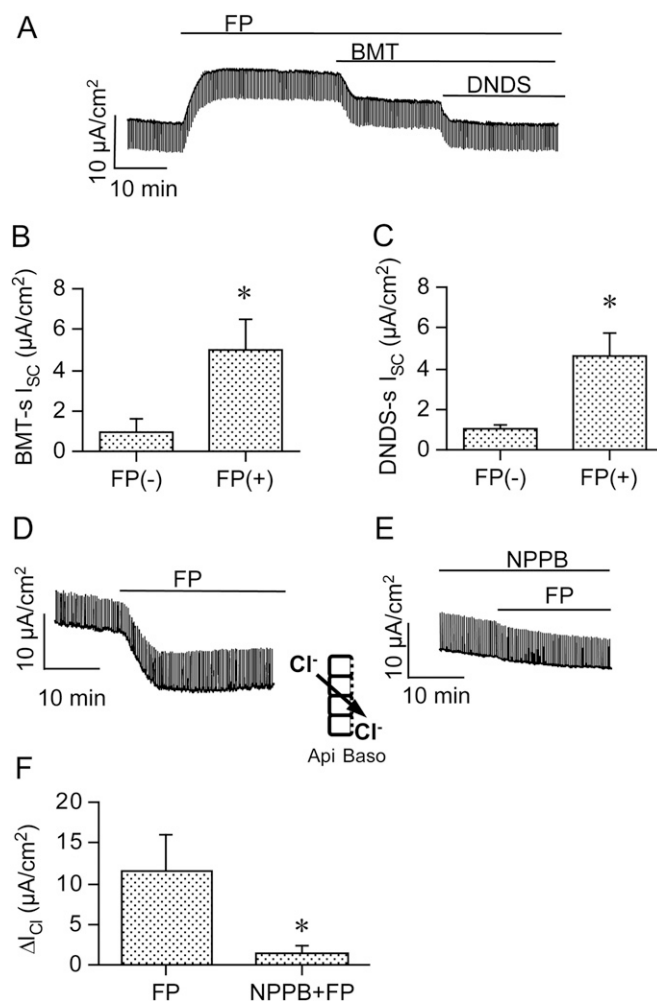 A
FP
BMT
DNDS
10 µA/cm²
10 min
B
BMT-s I_SC (µA/cm²)
8
6
4
2
0
*
FP(-)
FP(+)
C
DNDS-s I_SC (µA/cm²)
8
6
4
2
0
*
FP(-)
FP(+)
D
FP
10 µA/cm²
10 min
Cl⁻
Cl⁻
Api Baso
E
NPPB
FP
10 µA/cm²
10 min
F
ΔI_Cl (µA/cm²)
20
15
10
5
0
*
FP
NPPB+FP